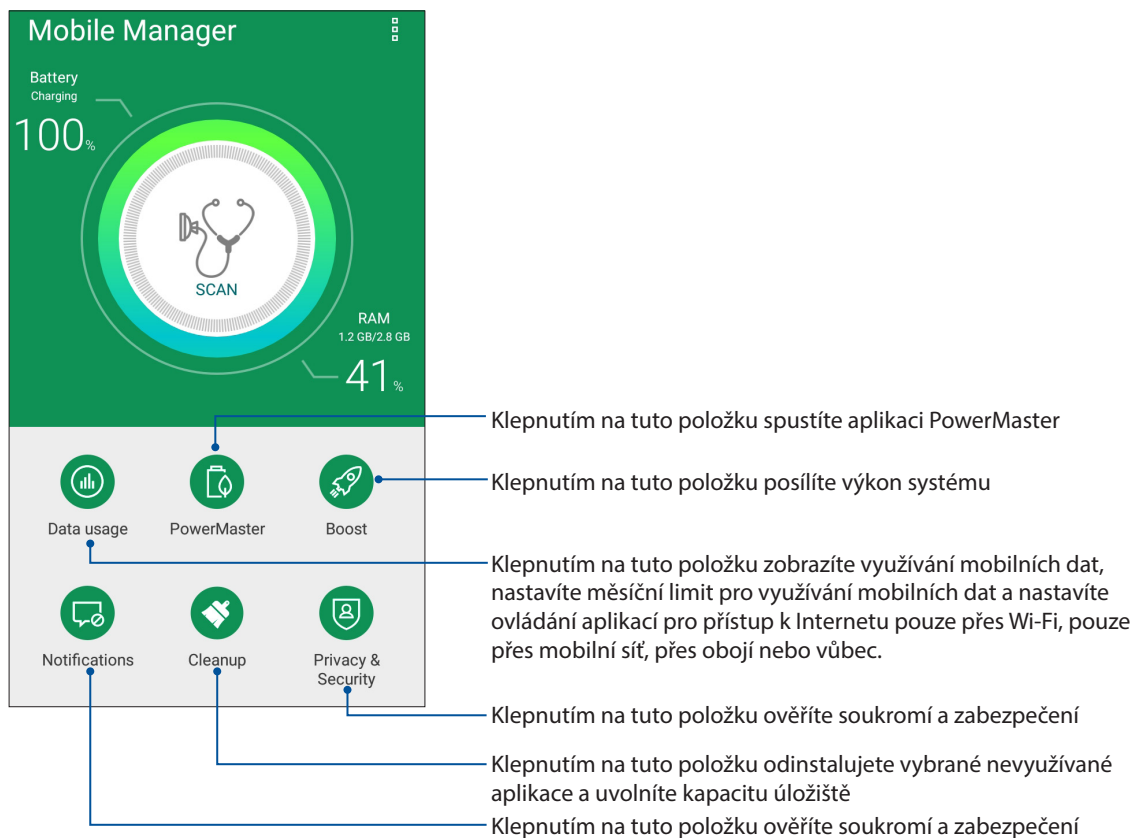 Mobile Manager
Battery
Charging
100%
SCAN
RAM
1.2 GB/2.8 GB
41%
Klepnutím na tuto položku spustíte aplikaci PowerMaster
Klepnutím na tuto položku posílíte výkon systému
Data usage
PowerMaster
Boost
Klepnutím na tuto položku zobrazíte využívání mobilních dat,
nastavíte měsíční limit pro využívání mobilních dat a nastavíte
ovládání aplikací pro přístup k Internetu pouze přes Wi-Fi, pouze
přes mobilní síť, přes obojí nebo vůbec.
Notifications
Cleanup
Privacy &
Security
Klepnutím na tuto položku ověříte soukromí a zabezpečení
Klepnutím na tuto položku odinstalujete vybrané nevyužívané
aplikace a uvolníte kapacitu úložiště
Klepnutím na tuto položku ověříte soukromí a zabezpečení